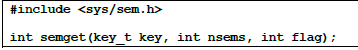 #include <sys/sem.h>
int semget(key_t key, int nsems, int flag);